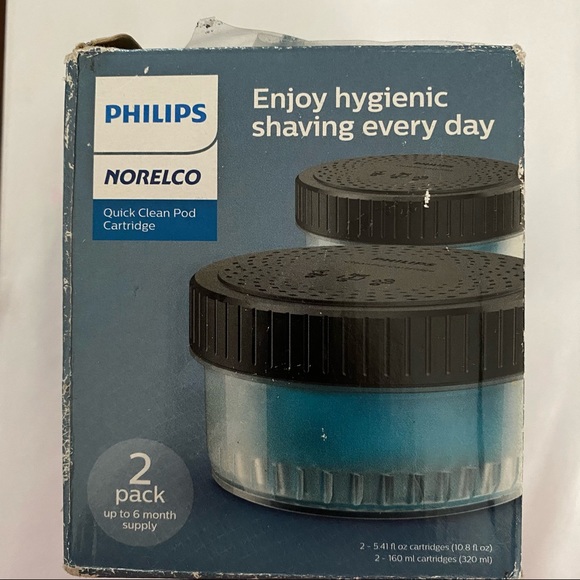 PHILIPS
NORELCO
Quick Clean Pod
Cartridge
Enjoy hygienic
shaving every day
PHILIPS
2
pack
up to 6 month
supply
2 - 5.41 fl oz cartridges (10.8 fl oz)
2 - 160 ml cartridges (320 ml)